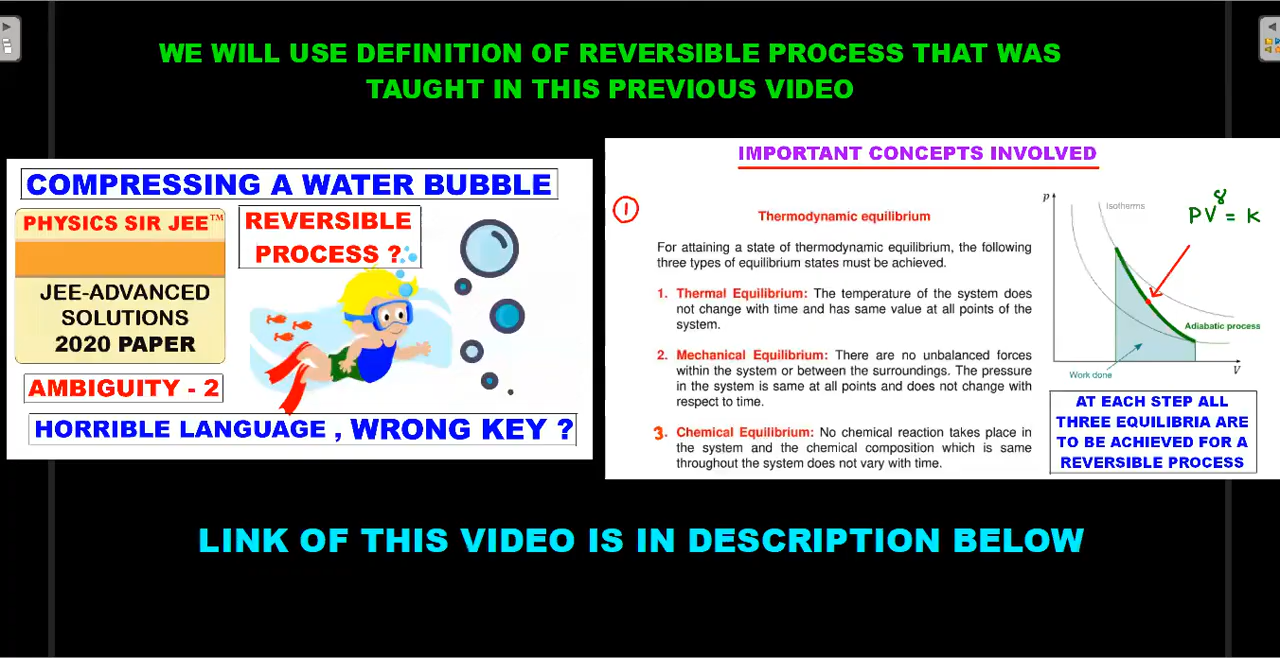 WE WILL USE DEFINITION OF REVERSIBLE PROCESS THAT WAS
TAUGHT IN THIS PREVIOUS VIDEO
COMPRESSING A WATER BUBBLE
PHYSICS SIR JEE™
REVERSIBLE
PROCESS ?
JEE-ADVANCED
SOLUTIONS
2020 PAPER
AMBIGUITY - 2
HORRIBLE LANGUAGE , WRONG KEY ?
IMPORTANT CONCEPTS INVOLVED
1
Thermodynamic equilibrium
For attaining a state of thermodynamic equilibrium, the following
three types of equilibrium states must be achieved.
1. Thermal Equilibrium: The temperature of the system does
not change with time and has same value at all points of the
system.
2. Mechanical Equilibrium: There are no unbalanced forces
within the system or between the surroundings. The pressure
in the system is same at all points and does not change with
respect to time.
3. Chemical Equilibrium: No chemical reaction takes place in
the system and the chemical composition which is same
throughout the system does not vary with time.
p
Isotherms
PV^γ = K
Adiabatic process
Work done
V
AT EACH STEP ALL
THREE EQUILIBRIA ARE
TO BE ACHIEVED FOR A
REVERSIBLE PROCESS
LINK OF THIS VIDEO IS IN DESCRIPTION BELOW